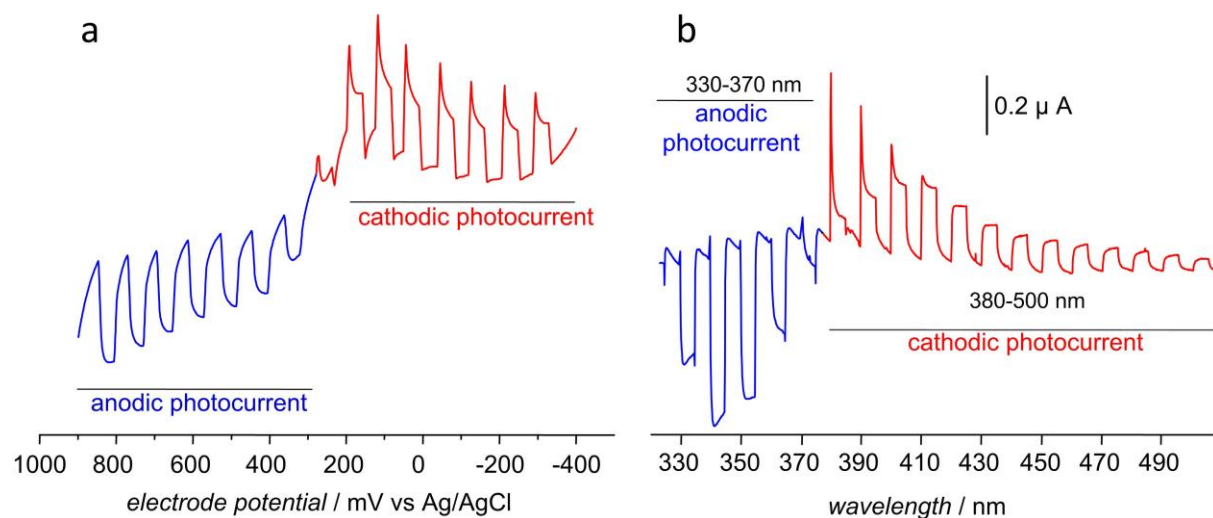 a
cathodic photocurrent
anodic photocurrent
1000 800 600 400 200 0 -200 -400
electrode potential / mV vs Ag/AgCl
b
330-370 nm
anodic
photocurrent
0.2 μ A
380-500 nm
cathodic photocurrent
330 350 370 390 410 430 450 470 490
wavelength / nm